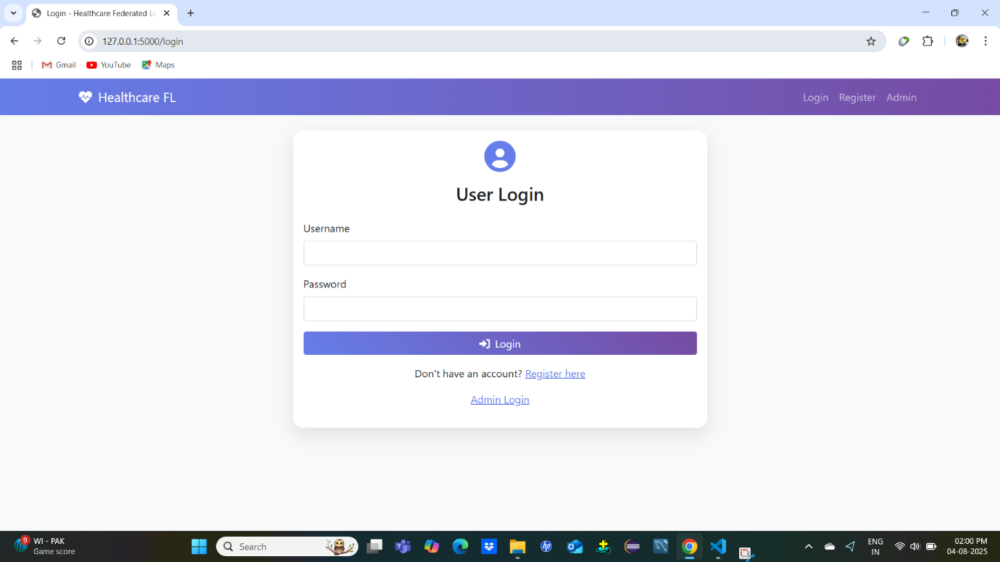 Login - Healthcare Federated Le
127.0.0.1:5000/login
Gmail
YouTube
Maps
Healthcare FL
Login
Register
Admin
User Login
Username
Password
Login
Don't have an account? Register here
Admin Login
9
WI - PAK
Game score
Search
hp
ENG
IN
02:00 PM
04-08-2025